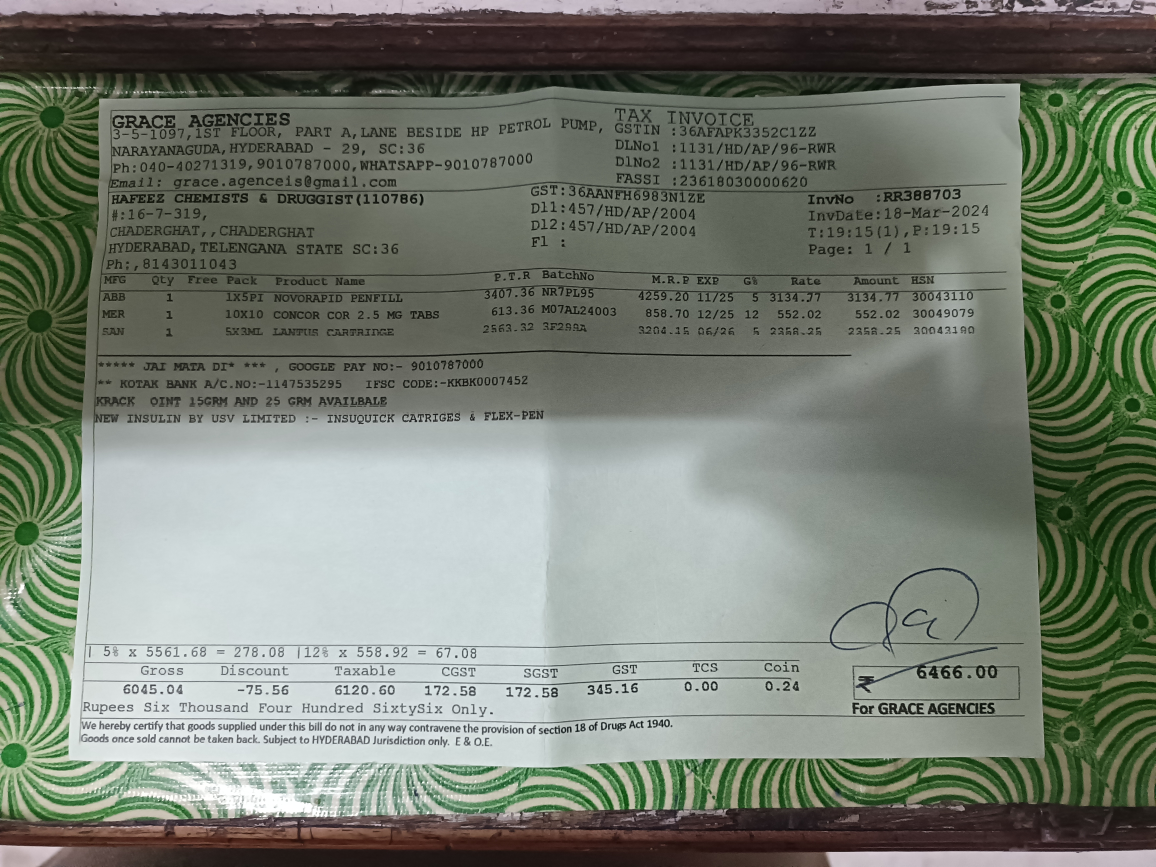 GRACE AGENCIES
3-5-1097,1ST FLOOR, PART A,LANE BESIDE HP PETROL PUMP,
NARAYANAGUDA,HYDERABAD - 29, SC:36
Ph:040-40271319,9010787000,WHATSAPP-9010787000
Email: grace.agenceis@gmail.com
TAX INVOICE
GSTIN :36AFAPK3352C1ZZ
DLNo1 :1131/HD/AP/96-RWR
DlNo2 :1131/HD/AP/96-RWR
FASSI :23618030000620
HAFEEZ CHEMISTS & DRUGGIST(110786)
#:16-7-319,
CHADERGHAT,,CHADERGHAT
HYDERABAD,TELENGANA STATE SC:36
Ph:,8143011043
GST:36AANFH6983N1ZE
Dl1:457/HD/AP/2004
Dl2:457/HD/AP/2004
Fl :
InvNo :RR388703
InvDate:18-Mar-2024
T:19:15(1),P:19:15
Page: 1 / 1
MFG Qty Free Pack Product Name P.T.R BatchNo M.R.P EXP G% Rate Amount HSN
ABB 1 1X5PI NOVORAPID PENFILL 3407.36 NR7PL95 4259.20 11/25 5 3134.77 3134.77 30043110
MER 1 10X10 CONCOR COR 2.5 MG TABS 613.36 M07AL24003 858.70 12/25 12 552.02 552.02 30049079
SAN 1 5X3ML LANTUS CARTRIDGE 2563.32 3F299A 3204.15 06/26 5 2358.25 2358.25 30043190
***** JAI MATA DI* *** , GOOGLE PAY NO:- 9010787000
** KOTAK BANK A/C.NO:-1147535295 IFSC CODE:-KKBK0007452
KRACK OINT 15GRM AND 25 GRM AVAILBALE
NEW INSULIN BY USV LIMITED :- INSUQUICK CATRIGES & FLEX-PEN
| 5% x 5561.68 = 278.08 |12% x 558.92 = 67.08
Gross Discount Taxable CGST SGST GST TCS Coin
6045.04 -75.56 6120.60 172.58 172.58 345.16 0.00 0.24
₹ 6466.00
Rupees Six Thousand Four Hundred SixtySix Only.
For GRACE AGENCIES
We hereby certify that goods supplied under this bill do not in any way contravene the provision of section 18 of Drugs Act 1940.
Goods once sold cannot be taken back. Subject to HYDERABAD Jurisdiction only. E & O.E.